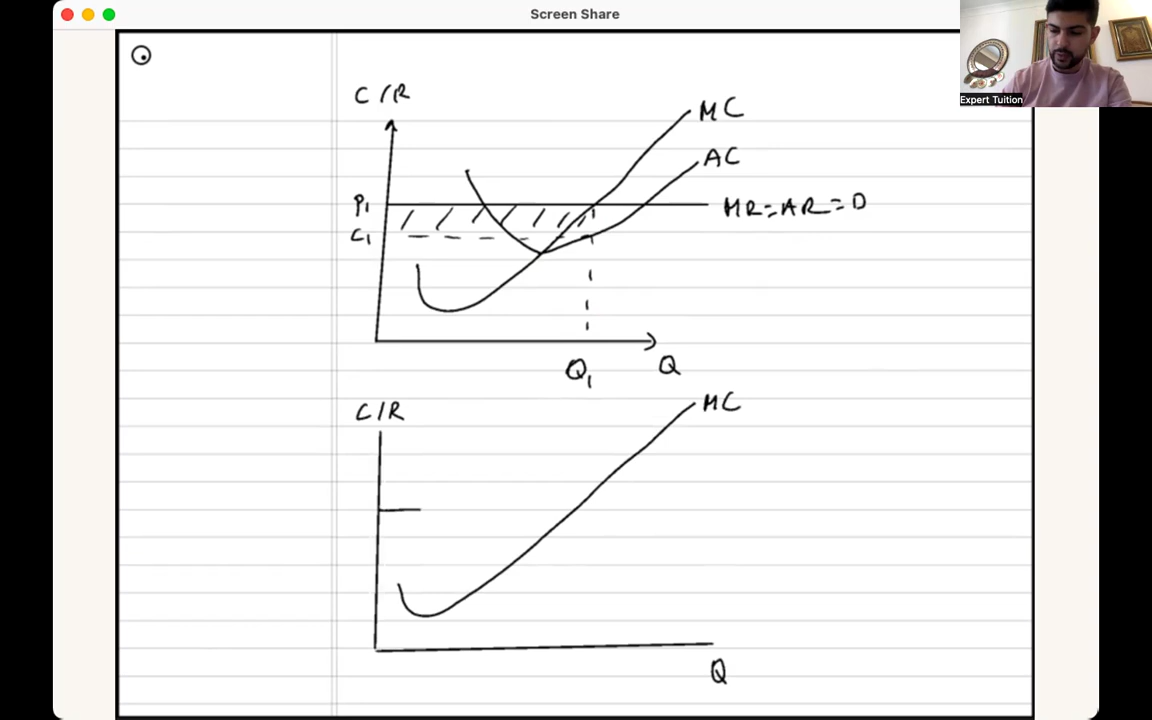 Screen Share
Expert Tuition
C/R
MC
AC
P1
MR=AR=D
C1
Q1
Q
C/R
MC
Q